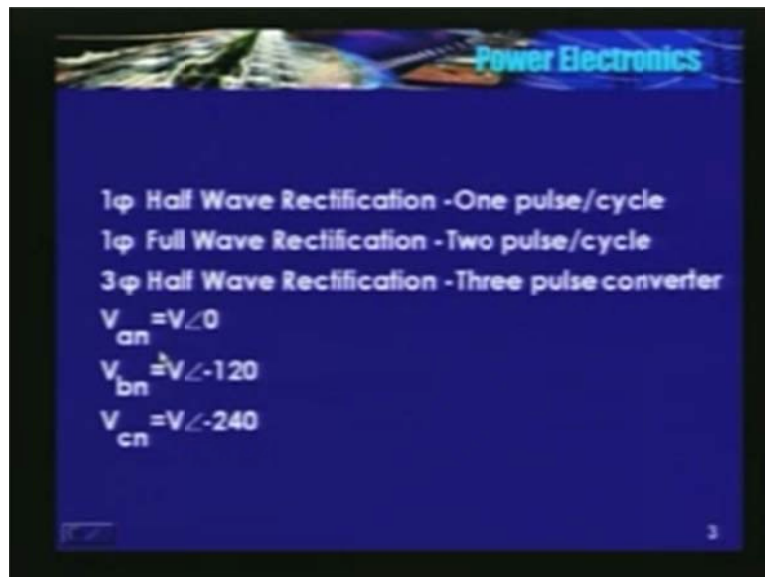 Power Electronics
1φ Half Wave Rectification -One pulse/cycle
1φ Full Wave Rectification -Two pulse/cycle
3φ Half Wave Rectification -Three pulse converter
Van=V∠0
Vbn=V∠-120
Vcn=V∠-240
3